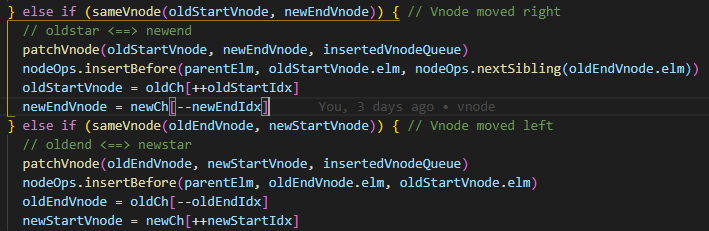 } else if (sameVnode(oldStartVnode, newEndVnode)) { // Vnode moved right
// oldstar <==> newend
patchVnode(oldStartVnode, newEndVnode, insertedVnodeQueue)
nodeOps.insertBefore(parentElm, oldStartVnode.elm, nodeOps.nextSibling(oldEndVnode.elm))
oldStartVnode = oldCh[++oldStartIdx]
newEndVnode = newCh[--newEndIdx] You, 3 days ago • vnode
} else if (sameVnode(oldEndVnode, newStartVnode)) { // Vnode moved left
// oldend <==> newstar
patchVnode(oldEndVnode, newStartVnode, insertedVnodeQueue)
nodeOps.insertBefore(parentElm, oldEndVnode.elm, oldStartVnode.elm)
oldEndVnode = oldCh[--oldEndIdx]
newStartVnode = newCh[++newStartIdx]